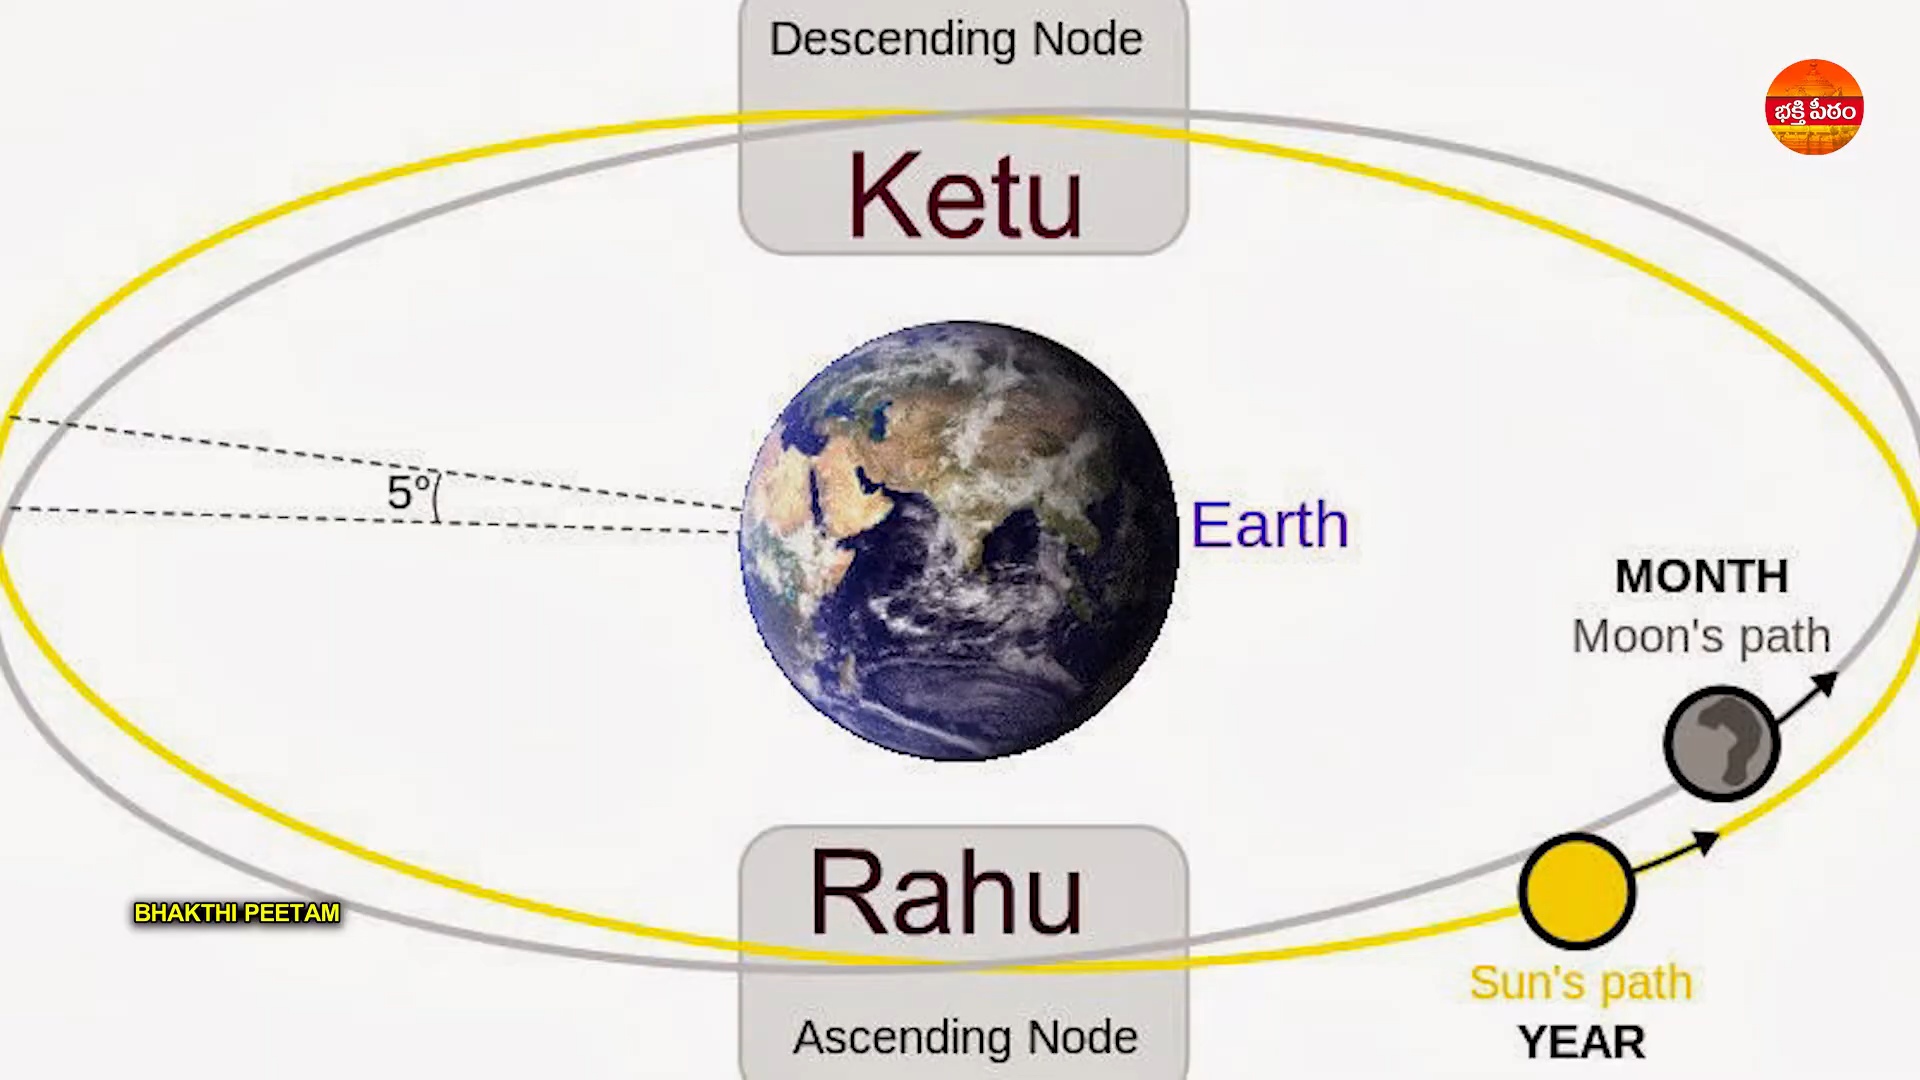 Descending Node
భక్తి పీఠం
Ketu
5°
Earth
MONTH
Moon's path
Rahu
BHAKTHI PEETAM
Sun's path
Ascending Node
YEAR